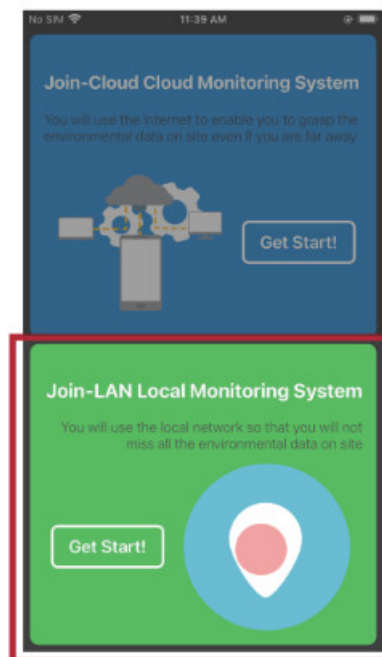 No SIM 11:39 AM
Join-Cloud Cloud Monitoring System
You will use the internet to enable you to grasp the
environmental data on site even if you are far away
Get Start!
Join-LAN Local Monitoring System
You will use the local network so that you will not
miss all the environmental data on site
Get Start!